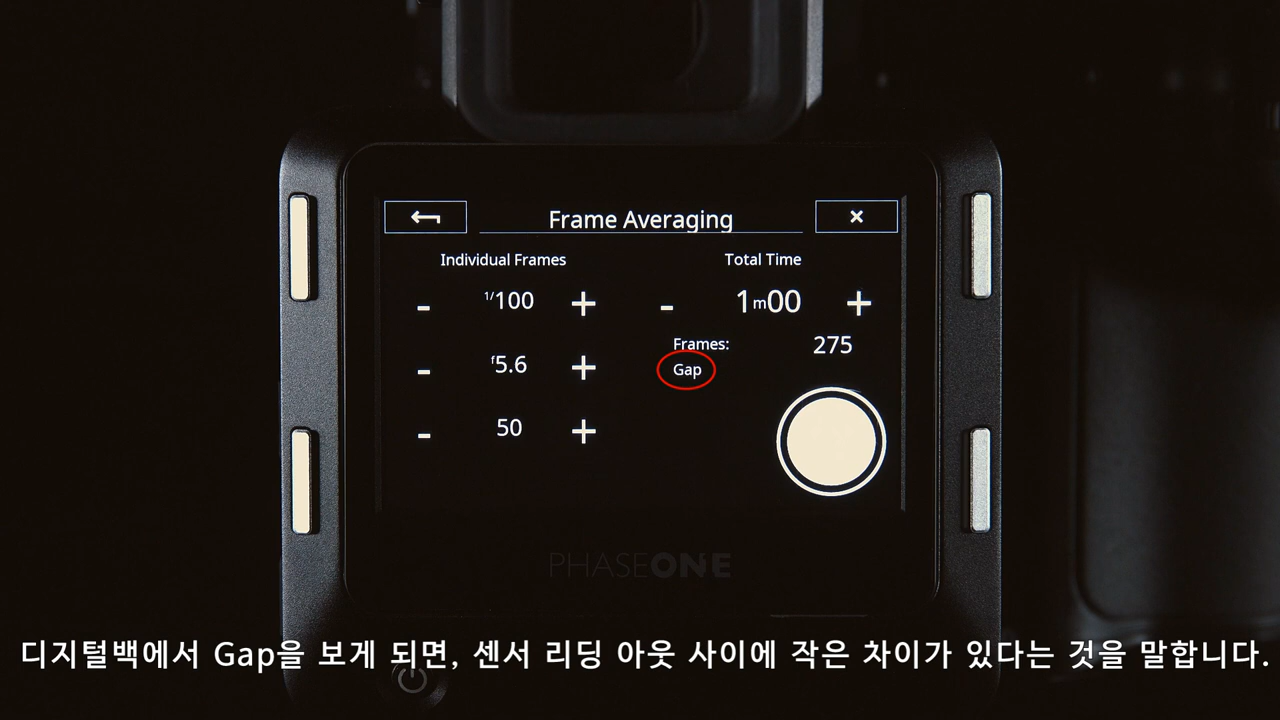 Frame Averaging
Individual Frames
Total Time
- 1/100 +
- 1m00 +
Frames: 275
- f5.6 +
Gap
- 50 +
PHASEONE
디지털백에서 Gap을 보게 되면, 센서 리딩 아웃 사이에 작은 차이가 있다는 것을 말합니다.